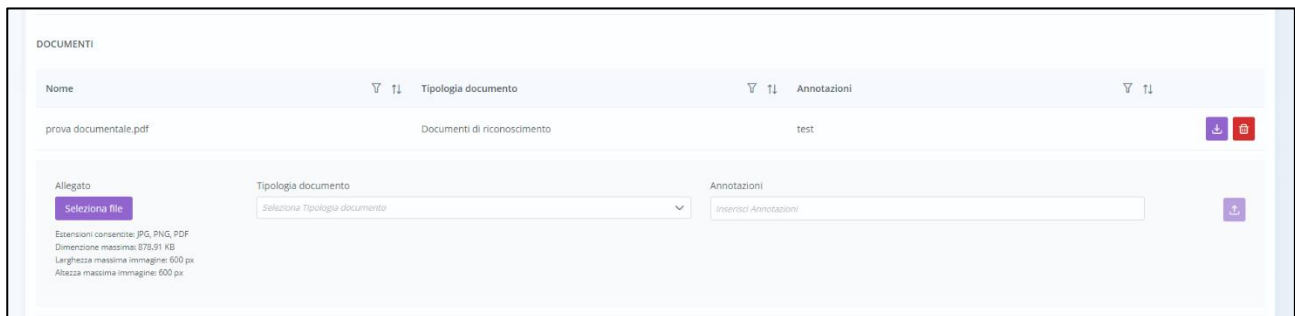 DOCUMENTI
Nome Tipologia documento Annotazioni
prova documentale.pdf Documenti di riconoscimento test
Allegato Tipologia documento Annotazioni
Seleziona file Seleziona Tipologia documento Inserisci Annotazioni
Estensioni consentite: JPG, PNG, PDF
Dimenzione massima: 878.91 KB
Larghezza massima immagine: 600 px
Altezza massima immagine: 600 px